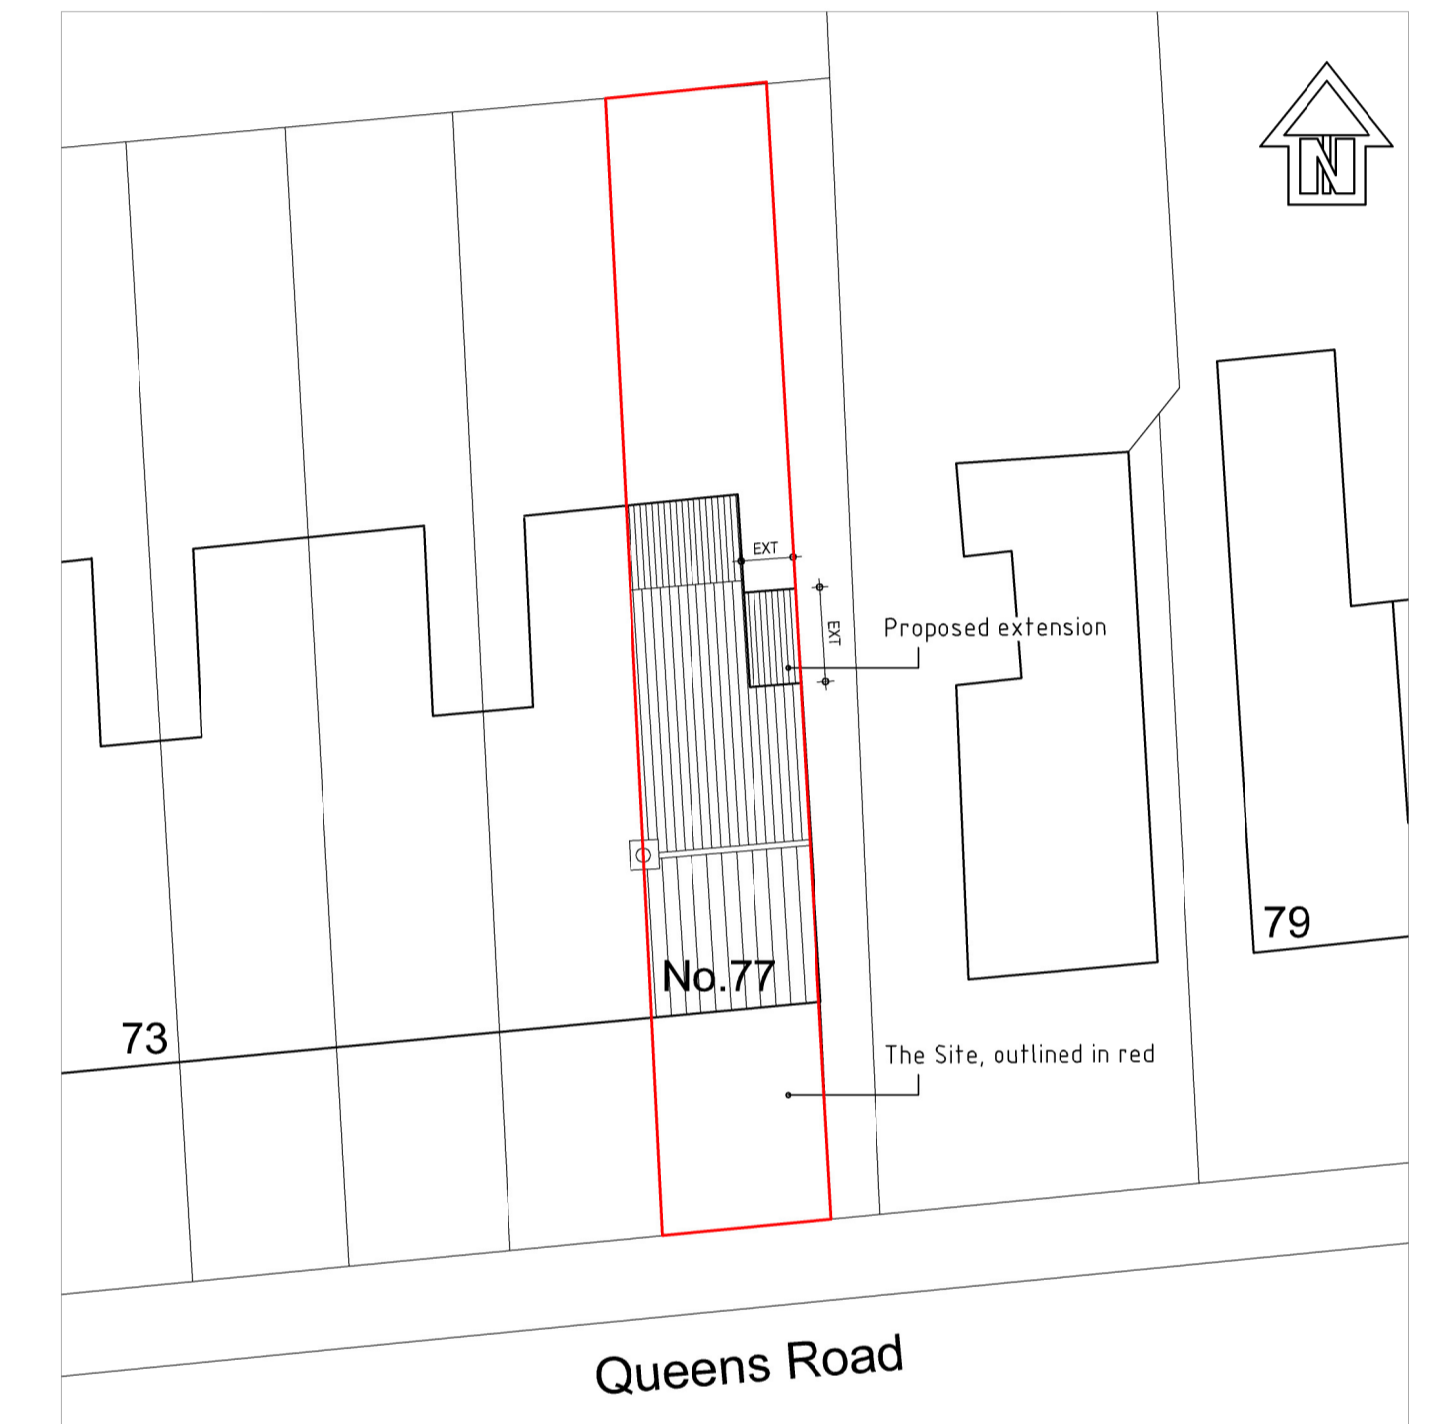 N
EXT
EXT
Proposed extension
79
No.77
73
The Site, outlined in red
Queens Road